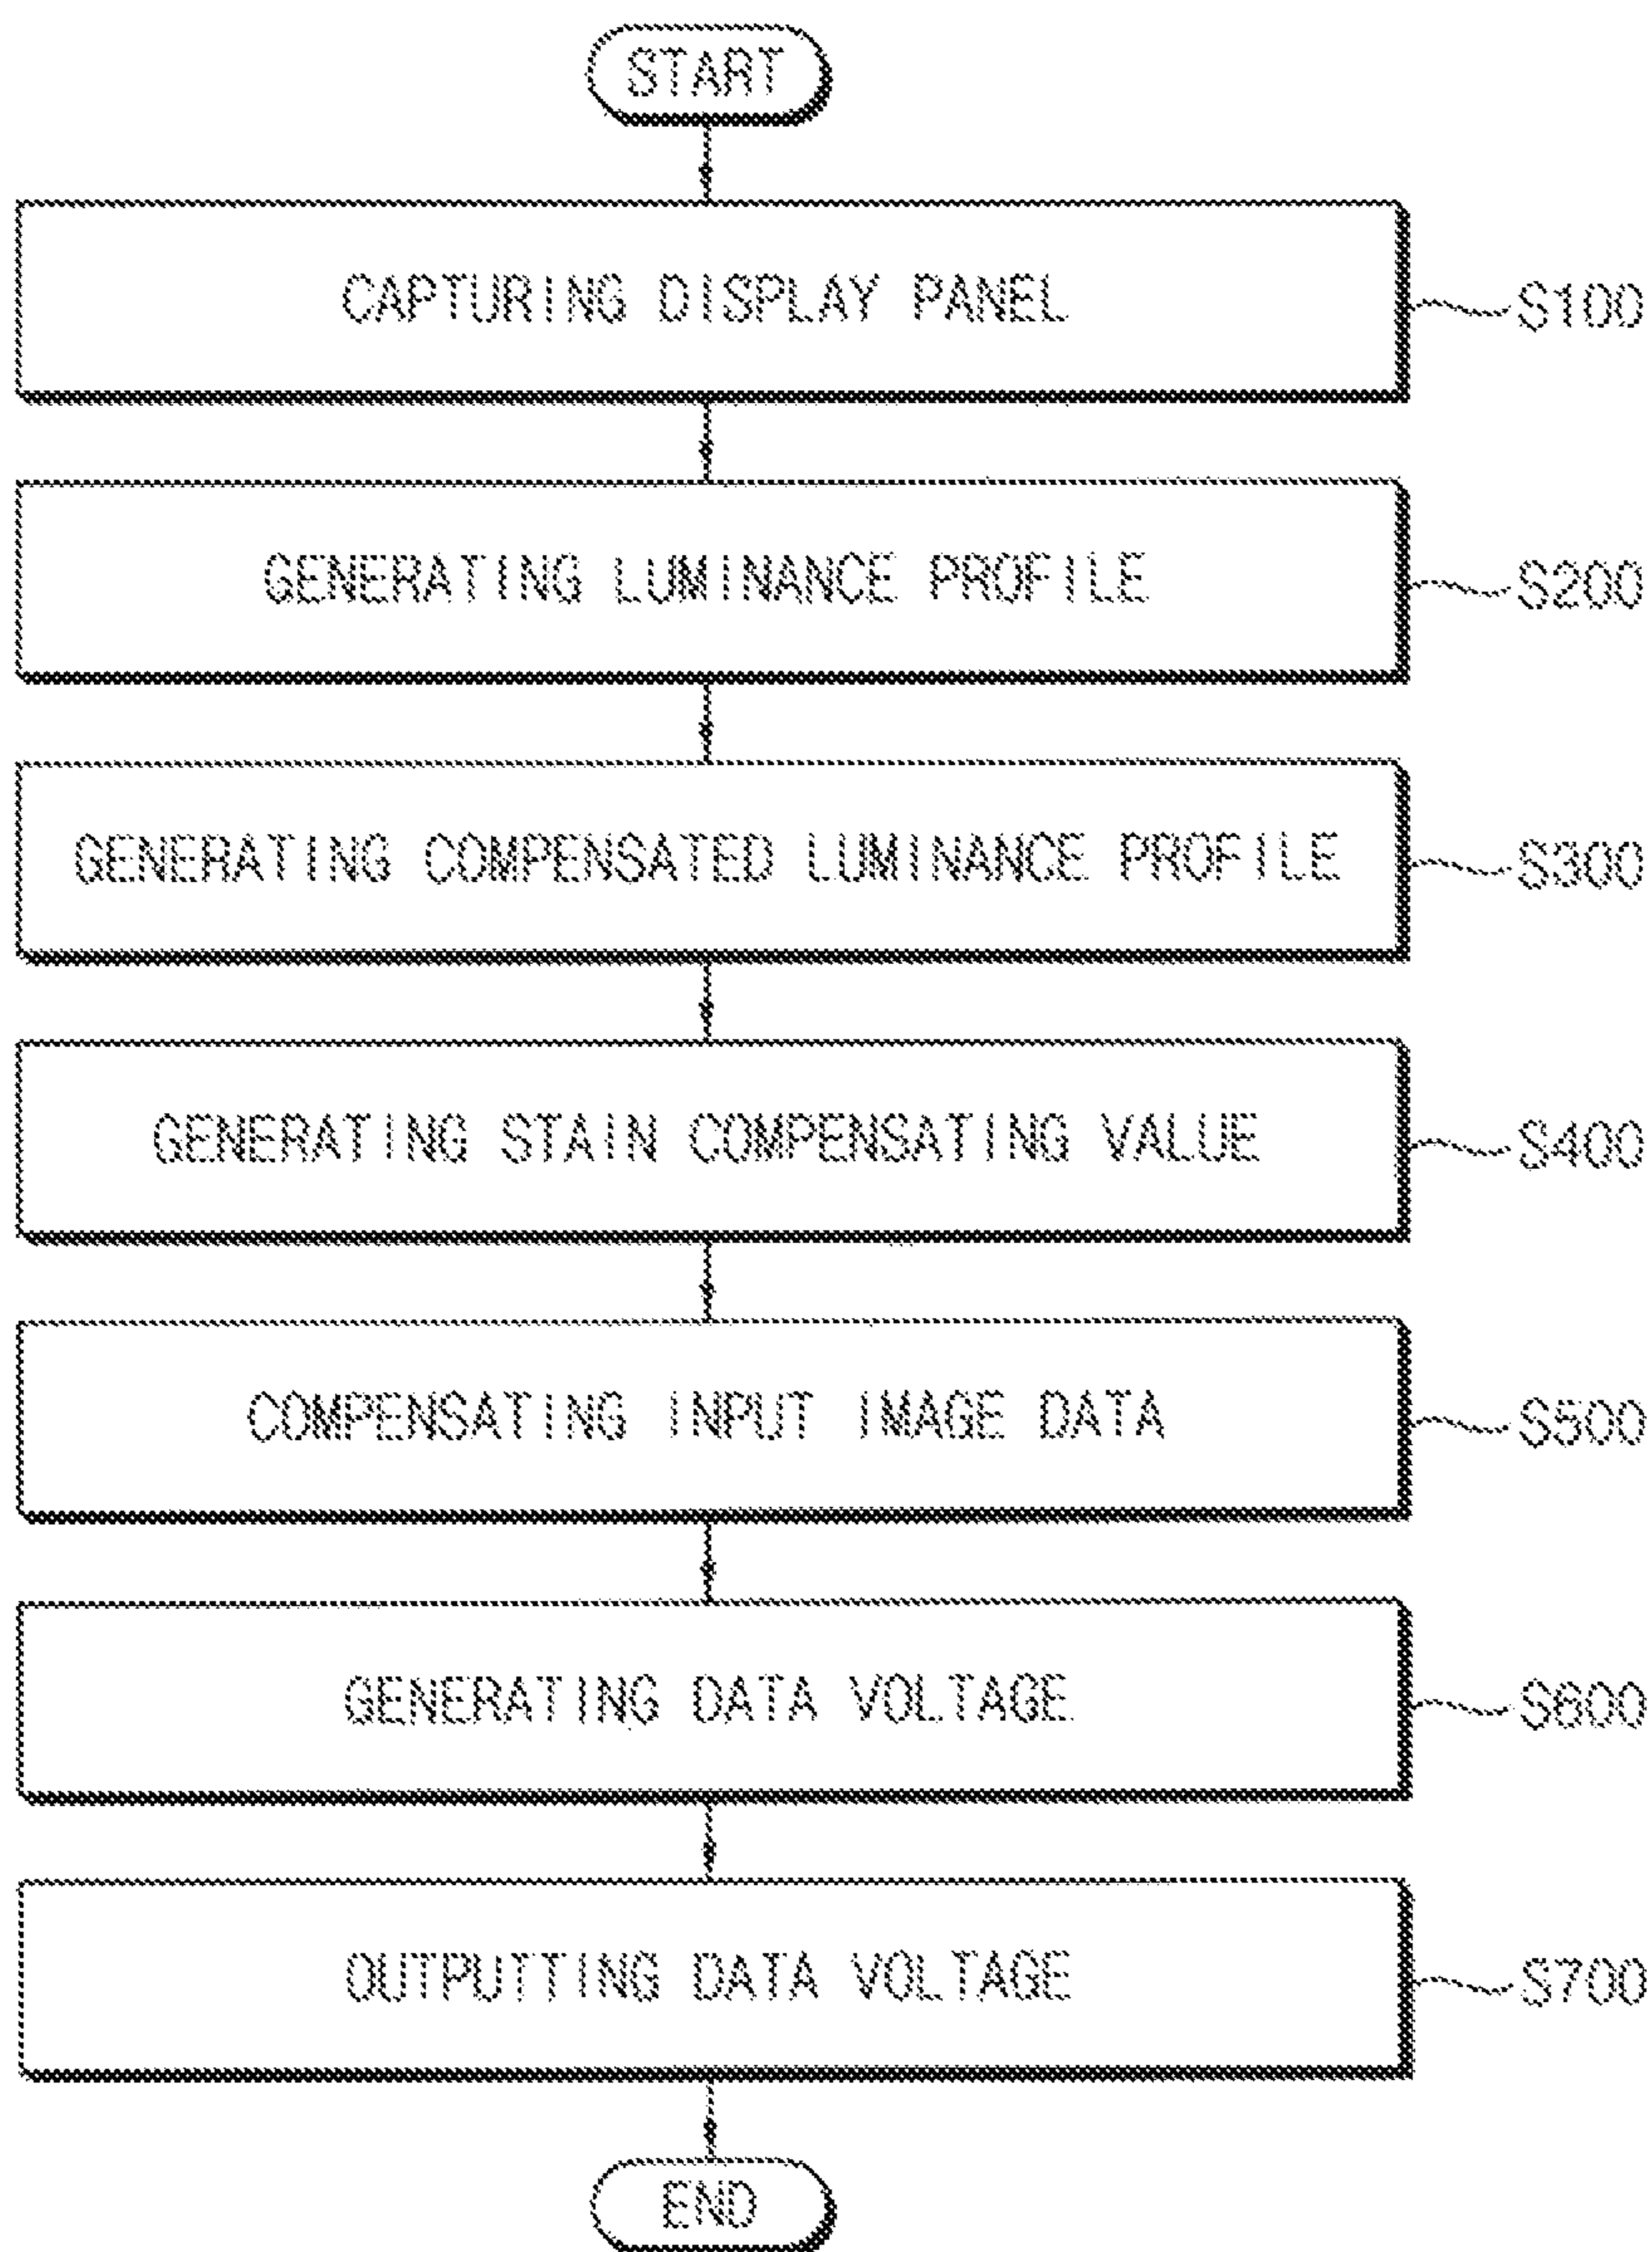 START
CAPTURING DISPLAY PANEL
S100
GENERATING LUMINANCE PROFILE
S200
GENERATING COMPENSATED LUMINANCE PROFILE
S300
GENERATING STAIN COMPENSATING VALUE
S400
COMPENSATING INPUT IMAGE DATA
S500
GENERATING DATA VOLTAGE
S600
OUTPUTTING DATA VOLTAGE
S700
END